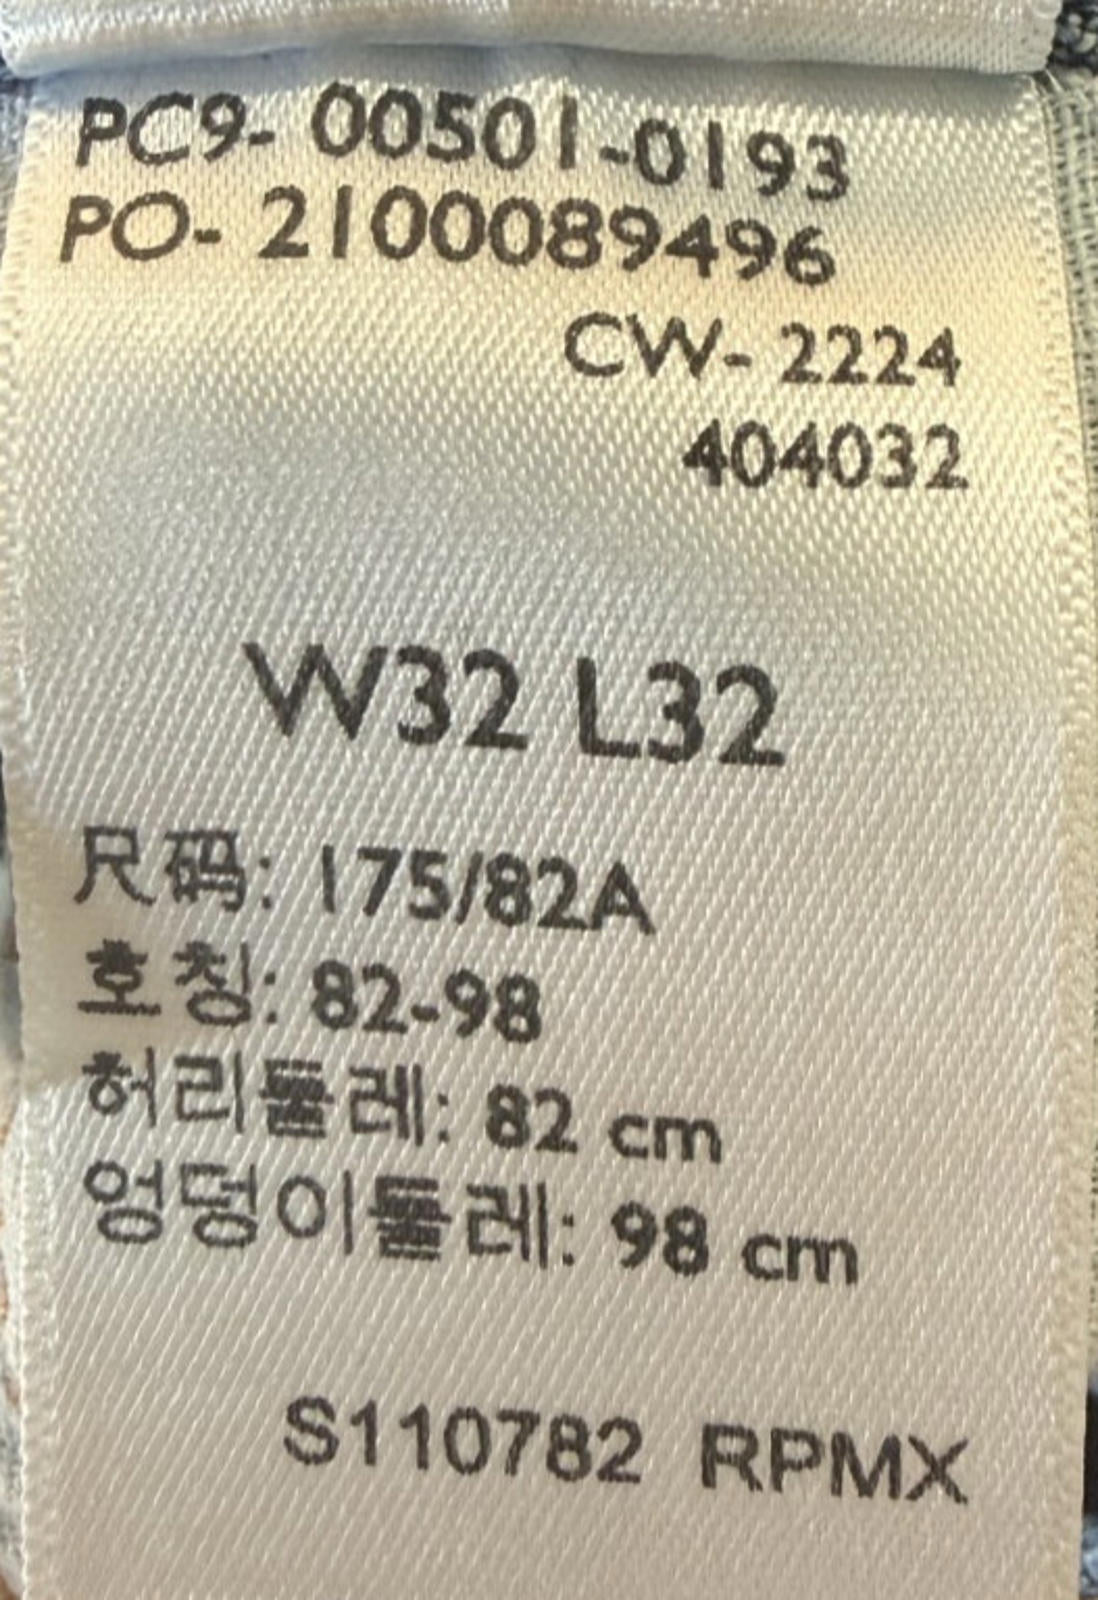 PC9- 00501-0193
PO- 2100089496
CW- 2224
404032
W32 L32
尺码: 175/82A
호칭: 82-98
허리둘레: 82 cm
엉덩이둘레: 98 cm
S110782 RPMX